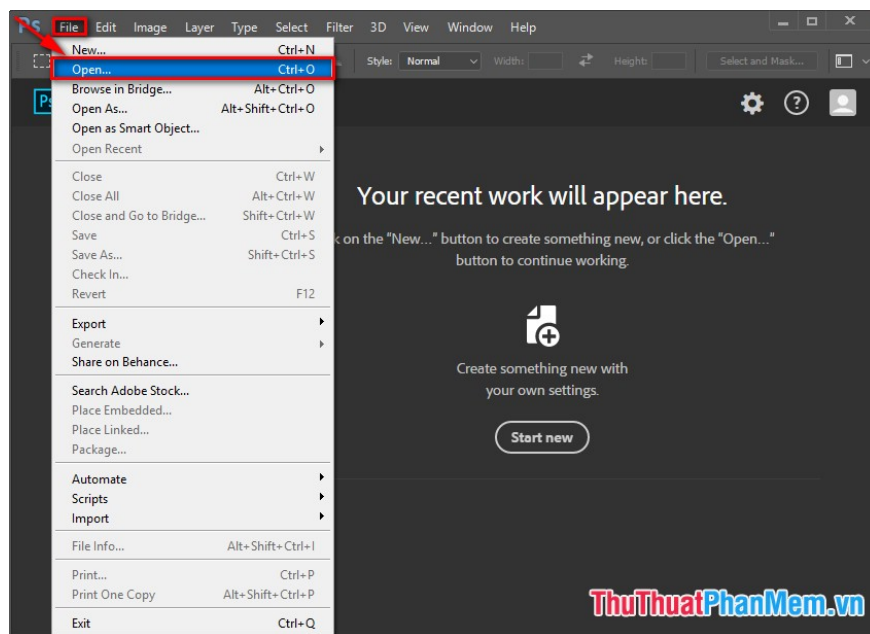 Ps File Edit Image Layer Type Select Filter 3D View Window Help
Style: Normal Width: Height: Select and Mask...
New... Ctrl+N
Open... Ctrl+O
Browse in Bridge... Alt+Ctrl+O
Open As... Alt+Shift+Ctrl+O
Open as Smart Object...
Open Recent
Close Ctrl+W
Close All Alt+Ctrl+W
Close and Go to Bridge... Shift+Ctrl+W
Save Ctrl+S
Save As... Shift+Ctrl+S
Check In...
Revert F12
Export
Generate
Share on Behance...
Search Adobe Stock...
Place Embedded...
Place Linked...
Package...
Automate
Scripts
Import
File Info... Alt+Shift+Ctrl+I
Print... Ctrl+P
Print One Copy Alt+Shift+Ctrl+P
Exit Ctrl+Q
Your recent work will appear here.
on the "New..." button to create something new, or click the "Open..."
button to continue working.
Create something new with
your own settings.
Start new
ThuThuatPhanMem.vn